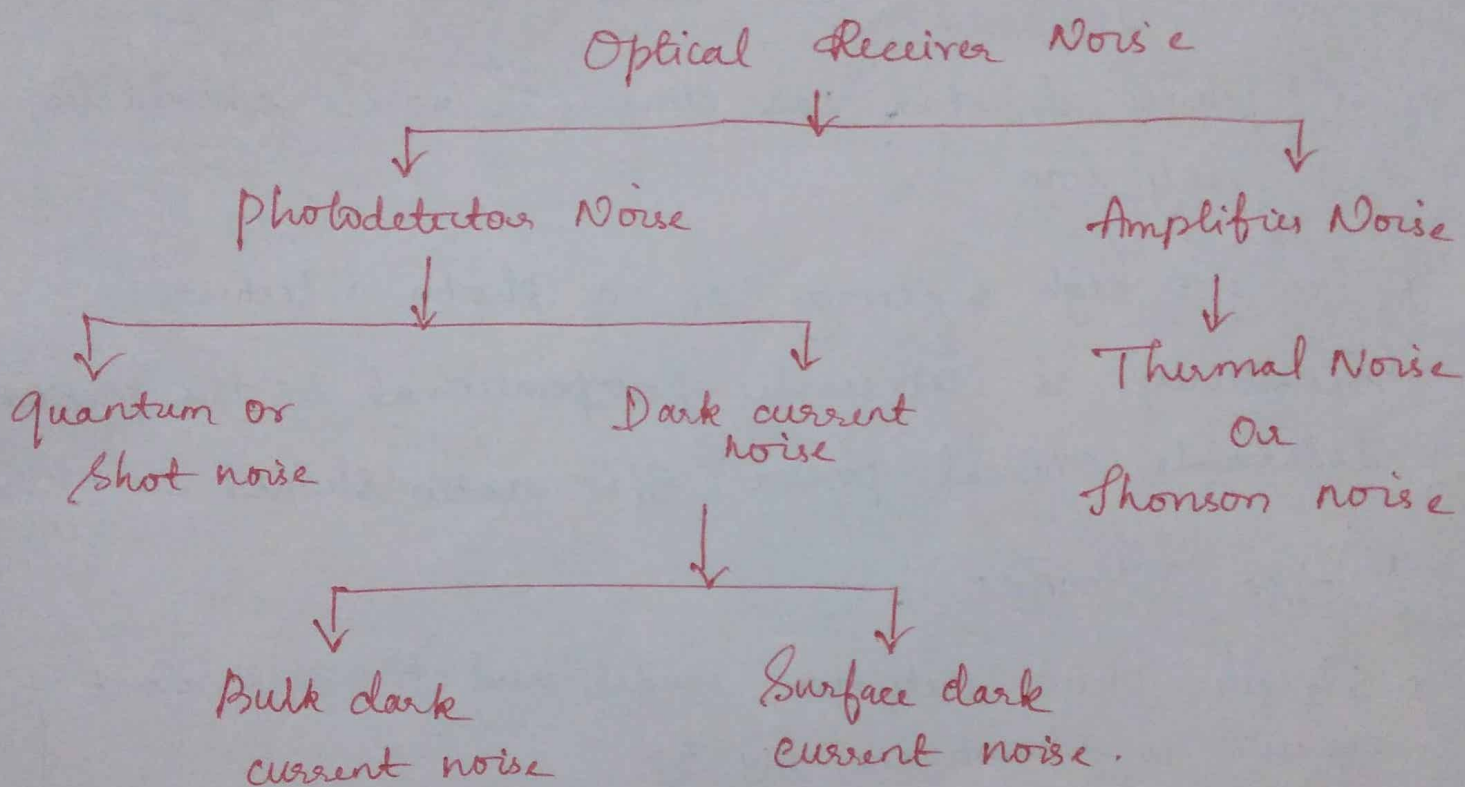 Optical Receiver Noise
Photodetector Noise
Amplifier Noise
quantum or
shot noise
Dark current
noise
Thermal Noise
or
Jhonson noise
Bulk dark
current noise
Surface dark
current noise.